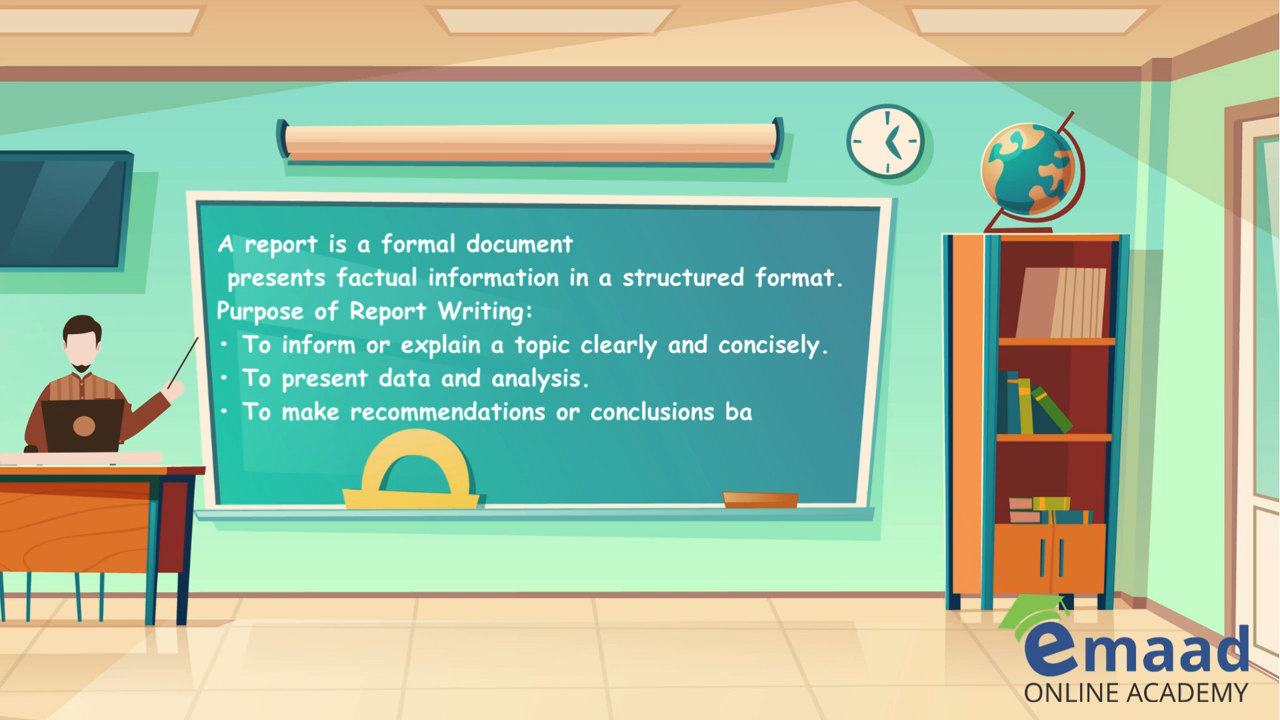 A report is a formal document
presents factual information in a structured format.
Purpose of Report Writing:
• To inform or explain a topic clearly and concisely.
• To present data and analysis.
• To make recommendations or conclusions ba
emaad
ONLINE ACADEMY